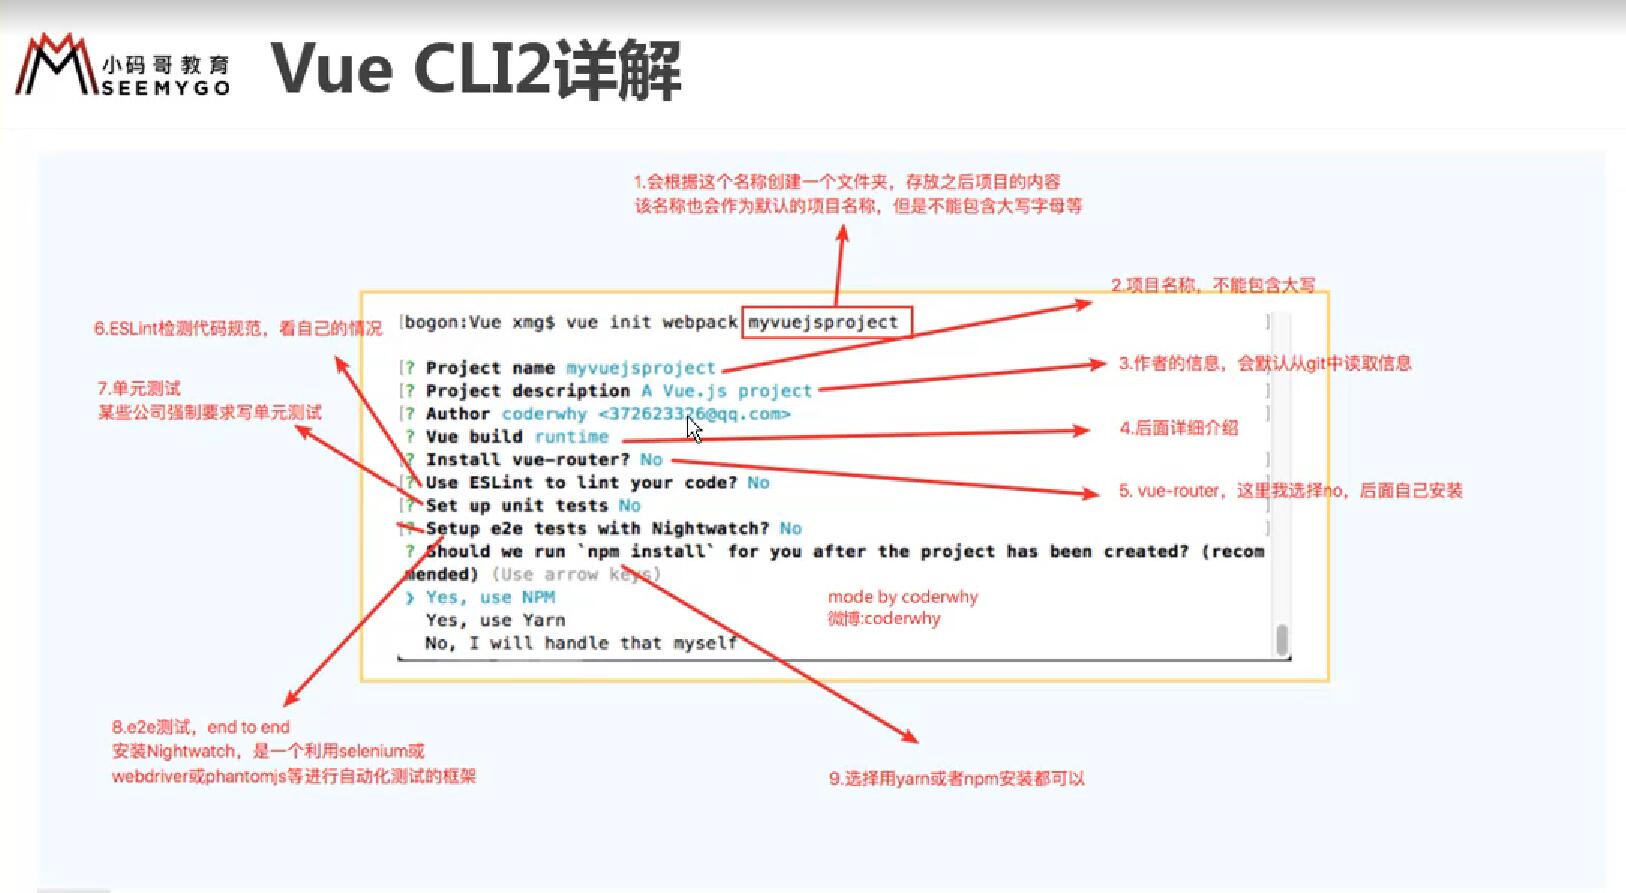 小码哥教育
SEEMYGO
Vue CLI2详解
1.会根据这个名称创建一个文件夹，存放之后项目的内容
该名称也会作为默认的项目名称，但是不能包含大写字母等
2.项目名称，不能包含大写
6.ESLint检测代码规范，看自己的情况
[bogon:Vue xmg$ vue init webpack myvuejsproject ]
[? Project name myvuejsproject
3.作者的信息，会默认从git中读取信息
7.单元测试
某些公司强制要求写单元测试
[? Project description A Vue.js project ]
[? Author coderwhy <372623326@qq.com> ]
? Vue build runtime
4.后面详细介绍
[? Install vue-router? No ]
[? Use ESLint to lint your code? No ]
5. vue-router，这里我选择no，后面自己安装
[? Set up unit tests No ]
[? Setup e2e tests with Nightwatch? No ]
? Should we run `npm install` for you after the project has been created? (recom
mended) (Use arrow keys)
❯ Yes, use NPM
Yes, use Yarn
No, I will handle that myself
mode by coderwhy
微博:coderwhy
8.e2e测试，end to end
安装Nightwatch，是一个利用selenium或
webdriver或phantomjs等进行自动化测试的框架
9.选择用yarn或者npm安装都可以